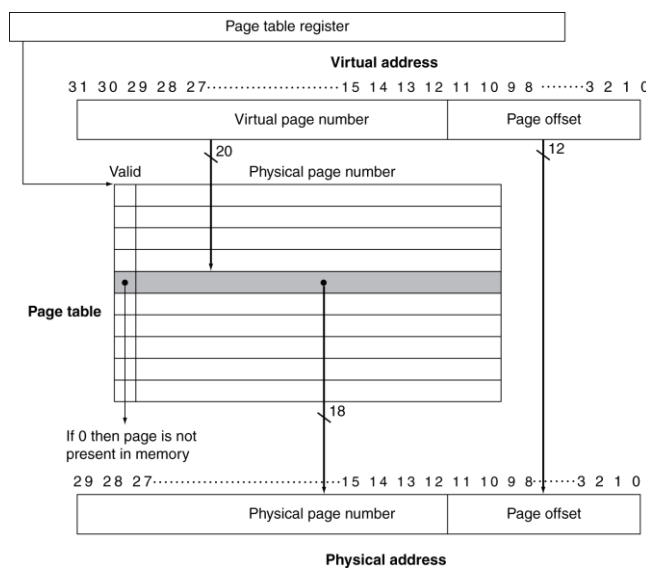 Page table register
Virtual address
31 30 29 28 27···························15 14 13 12 11 10 9 8 ········3 2 1 0
Virtual page number Page offset
20 12
Valid Physical page number
Page table
18
If 0 then page is not
present in memory
29 28 27···························15 14 13 12 11 10 9 8········3 2 1 0
Physical page number Page offset
Physical address